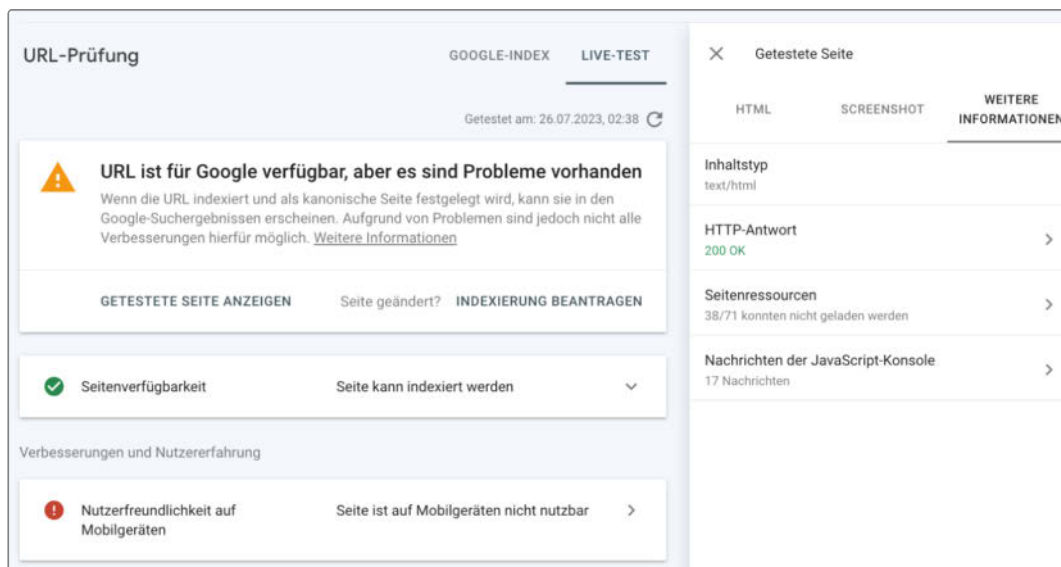 URL-Prüfung
GOOGLE-INDEX
LIVE-TEST
Getestet am: 26.07.2023, 02:38
URL ist für Google verfügbar, aber es sind Probleme vorhanden
Wenn die URL indexiert und als kanonische Seite festgelegt wird, kann sie in den
Google-Suchergebnissen erscheinen. Aufgrund von Problemen sind jedoch nicht alle
Verbesserungen hierfür möglich. Weitere Informationen
GETESTETE SEITE ANZEIGEN
Seite geändert? INDEXIERUNG BEANTRAGEN
Seitenverfügbarkeit
Seite kann indexiert werden
Verbesserungen und Nutzererfahrung
Nutzerfreundlichkeit auf
Mobilgeräten
Seite ist auf Mobilgeräten nicht nutzbar
Getestete Seite
HTML
SCREENSHOT
WEITERE
INFORMATIONEN
Inhaltstyp
text/html
HTTP-Antwort
200 OK
Seitenressourcen
38/71 konnten nicht geladen werden
Nachrichten der JavaScript-Konsole
17 Nachrichten